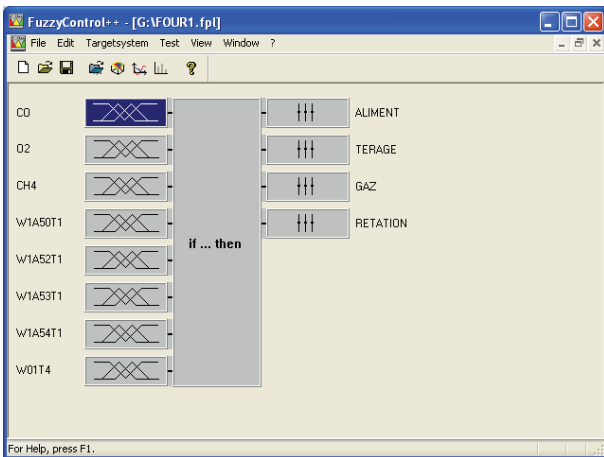 FuzzyControl++ - [G:\FOUR1.fpl]
File Edit Targetsystem Test View Window ?
CO ALIMENT
O2 TERAGE
CH4 GAZ
W1A50T1 RETATION
if ... then
W1A52T1
W1A53T1
W1A54T1
W01T4
For Help, press F1.